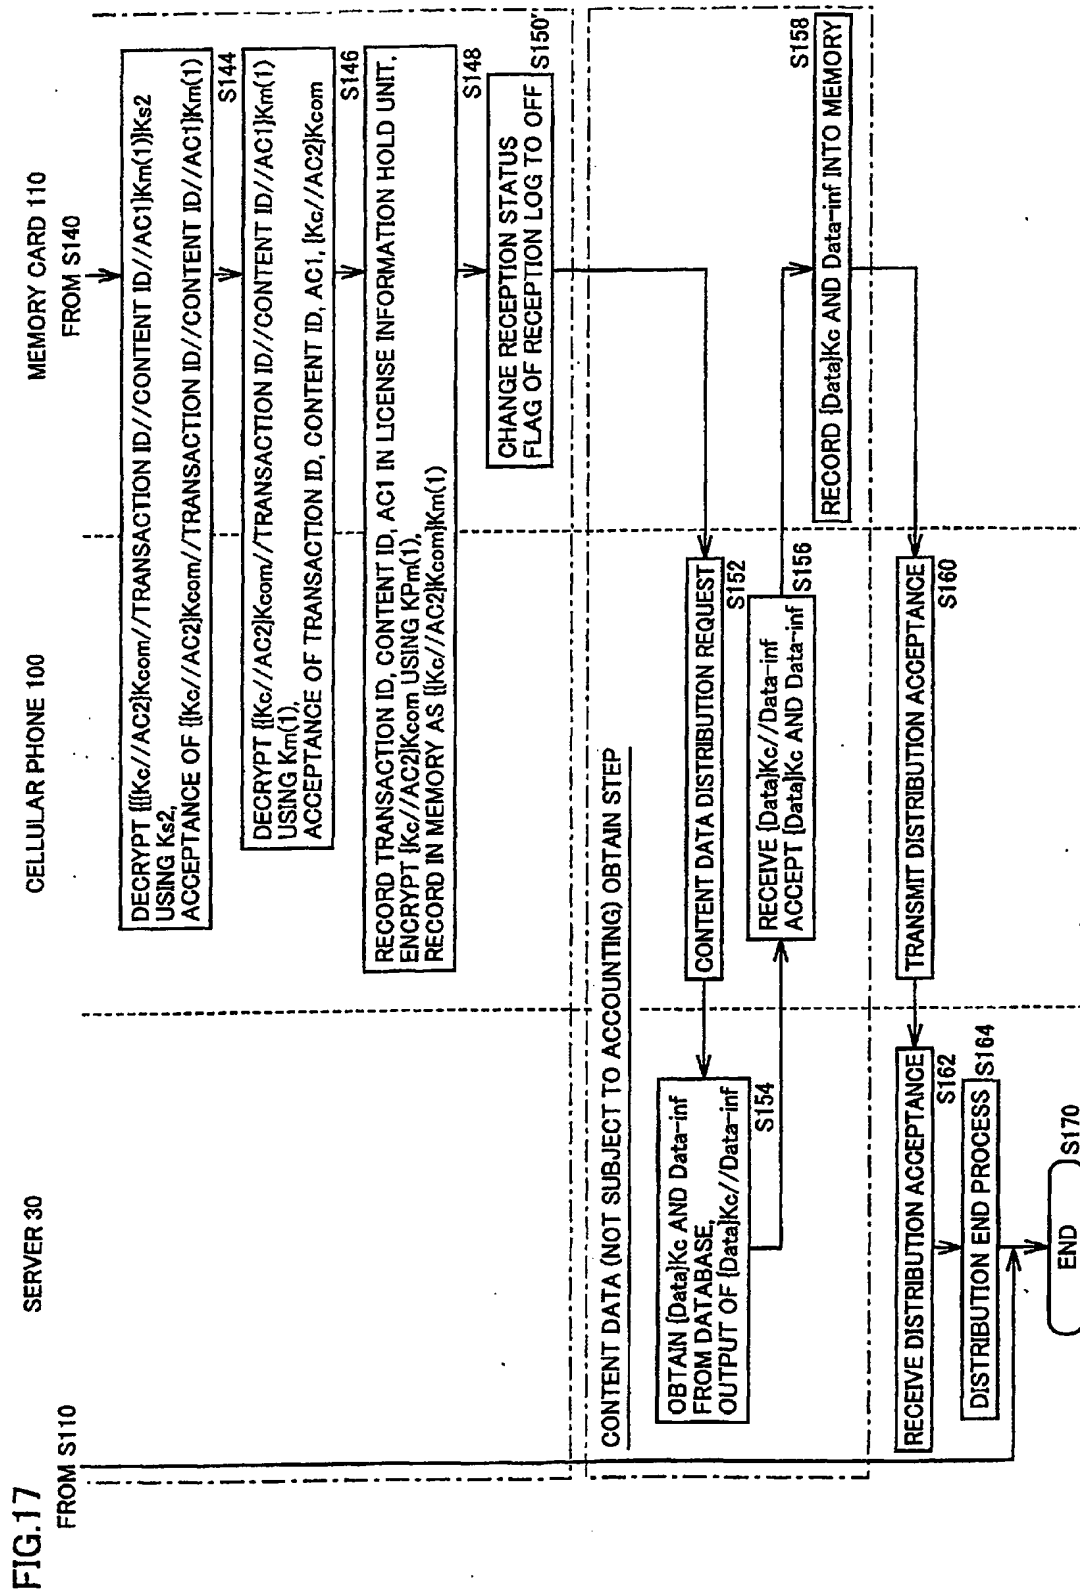 FIG.17
SERVER 30
CELLULAR PHONE 100
MEMORY CARD 110
FROM S110
FROM S140
DECRYPT {{{{Kc//AC2}Kcom//TRANSACTION ID//CONTENT ID//AC1}Km(1)}Ks2
USING Ks2,
ACCEPTANCE OF {{Kc//AC2}Kcom//TRANSACTION ID//CONTENT ID//AC1}Km(1)
S144
DECRYPT {{Kc//AC2}Kcom//TRANSACTION ID//CONTENT ID//AC1}Km(1)
USING Km(1),
ACCEPTANCE OF TRANSACTION ID, CONTENT ID, AC1, {Kc//AC2}Kcom
S146
RECORD TRANSACTION ID, CONTENT ID, AC1 IN LICENSE INFORMATION HOLD UNIT,
ENCRYPT {Kc//AC2}Kcom USING KPm(1),
RECORD IN MEMORY AS {{Kc//AC2}Kcom}Km(1)
S148
CHANGE RECEPTION STATUS
FLAG OF RECEPTION LOG TO OFF
S150'
CONTENT DATA (NOT SUBJECT TO ACCOUNTING) OBTAIN STEP
CONTENT DATA DISTRIBUTION REQUEST
S152
OBTAIN {Data}Kc AND Data-inf
FROM DATABASE,
OUTPUT OF {Data}Kc//Data-inf
S154
RECEIVE {Data}Kc//Data-inf
ACCEPT {Data}Kc AND Data-inf
S156
RECORD {Data}Kc AND Data-inf INTO MEMORY
S158
TRANSMIT DISTRIBUTION ACCEPTANCE
S160
RECEIVE DISTRIBUTION ACCEPTANCE
S162
DISTRIBUTION END PROCESS
S164
END
S170